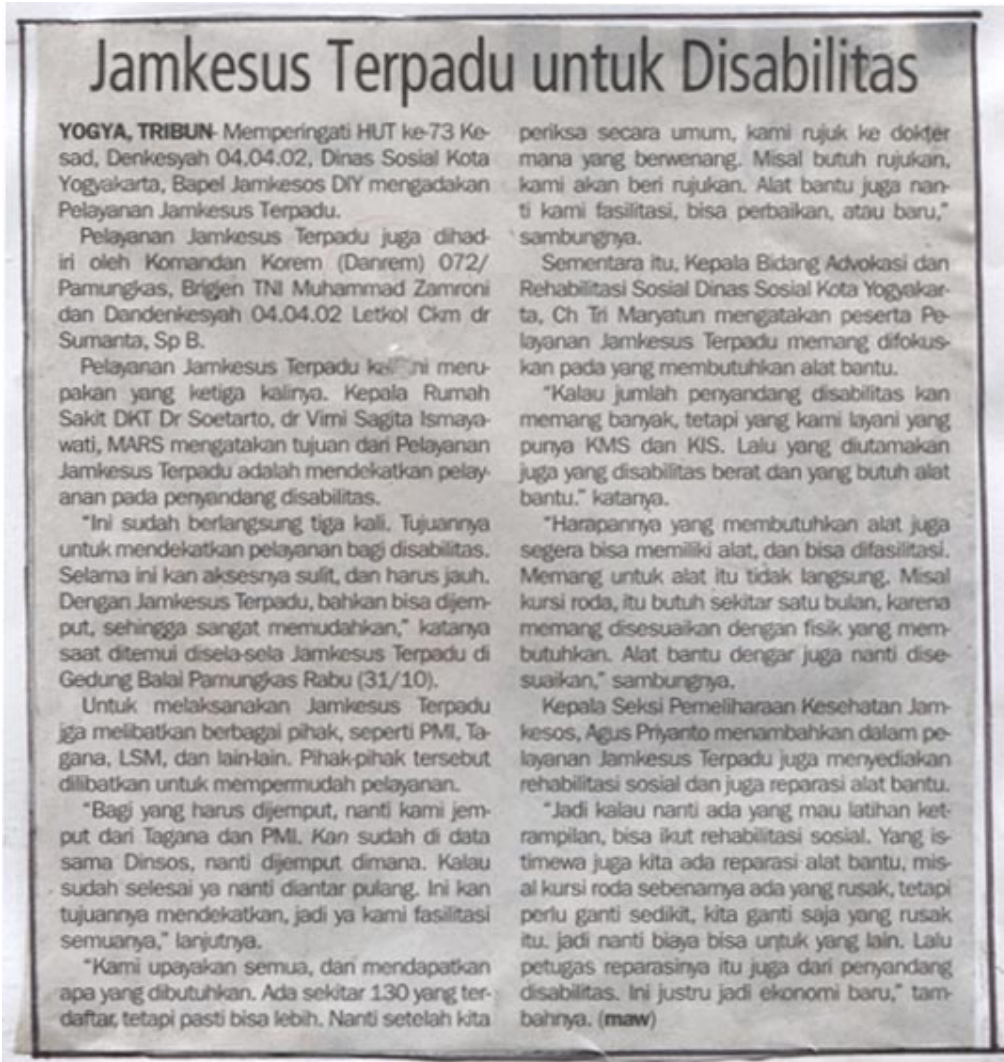 Jamkesus Terpadu untuk Disabilitas
YOGYA, TRIBUN- Memperingati HUT ke-73 Ke-
sad, Denkesyah 04.04.02, Dinas Sosial Kota
Yogyakarta, Bapel Jamkesos DIY mengadakan
Pelayanan Jamkesus Terpadu.
Pelayanan Jamkesus Terpadu juga dihad-
iri oleh Komandan Korem (Danrem) 072/
Pamungkas, Brigjen TNI Muhammad Zamroni
dan Dandenkesyah 04.04.02 Letkol Ckm dr
Sumanta, Sp B.
Pelayanan Jamkesus Terpadu kali ini meru-
pakan yang ketiga kalinya. Kepala Rumah
Sakit DKT Dr Soetarto, dr Virni Sagita Ismaya-
wati, MARS mengatakan tujuan dari Pelayanan
Jamkesus Terpadu adalah mendekatkan pelay-
anan pada penyandang disabilitas.
"Ini sudah berlangsung tiga kali. Tujuannya
untuk mendekatkan pelayanan bagi disabilitas.
Selama ini kan aksesnya sulit, dan harus jauh.
Dengan Jamkesus Terpadu, bahkan bisa dijem-
put, sehingga sangat memudahkan," katanya
saat ditemui disela-sela Jamkesus Terpadu di
Gedung Balai Pamungkas Rabu (31/10).
Untuk melaksanakan Jamkesus Terpadu
jga melibatkan berbagai pihak, seperti PMI, Ta-
gana, LSM, dan lain-lain. Pihak-pihak tersebut
dilibatkan untuk mempermudah pelayanan.
"Bagi yang harus dijemput, nanti kami jem-
put dari Tagana dan PMI. Kan sudah di data
sama Dinsos, nanti dijemput dimana. Kalau
sudah selesai ya nanti diantar pulang. Ini kan
tujuannya mendekatkan, jadi ya kami fasilitasi
semuanya," lanjutnya.
"Kami upayakan semua, dan mendapatkan
apa yang dibutuhkan. Ada sekitar 130 yang ter-
daftar, tetapi pasti bisa lebih. Nanti setelah kita
periksa secara umum, kami rujuk ke dokter
mana yang berwenang. Misal butuh rujukan,
kami akan beri rujukan. Alat bantu juga nan-
ti kami fasilitasi, bisa perbaikan, atau baru,"
sambungnya.
Sementara itu, Kepala Bidang Advokasi dan
Rehabilitasi Sosial Dinas Sosial Kota Yogyakar-
ta, Ch Tri Maryatun mengatakan peserta Pe-
layanan Jamkesus Terpadu memang difokus-
kan pada yang membutuhkan alat bantu.
"Kalau jumlah penyandang disabilitas kan
memang banyak, tetapi yang kami layani yang
punya KMS dan KIS. Lalu yang diutamakan
juga yang disabilitas berat dan yang butuh alat
bantu." katanya.
"Harapannya yang membutuhkan alat juga
segera bisa memiliki alat, dan bisa difasilitasi.
Memang untuk alat itu tidak langsung. Misal
kursi roda, itu butuh sekitar satu bulan, karena
memang disesuaikan dengan fisik yang mem-
butuhkan. Alat bantu dengar juga nanti dise-
suaikan," sambungnya.
Kepala Seksi Pemeliharaan Kesehatan Jam-
kesos, Agus Priyanto menambahkan dalam pe-
layanan Jamkesus Terpadu juga menyediakan
rehabilitasi sosial dan juga reparasi alat bantu.
"Jadi kalau nanti ada yang mau latihan ket-
rampilan, bisa ikut rehabilitasi sosial. Yang is-
timewa juga kita ada reparasi alat bantu, mis-
al kursi roda sebenarnya ada yang rusak, tetapi
perlu ganti sedikit, kita ganti saja yang rusak
itu. jadi nanti biaya bisa untuk yang lain. Lalu
petugas reparasinya itu juga dari penyandang
disabilitas. Ini justru jadi ekonomi baru," tam-
bahnya. (maw)